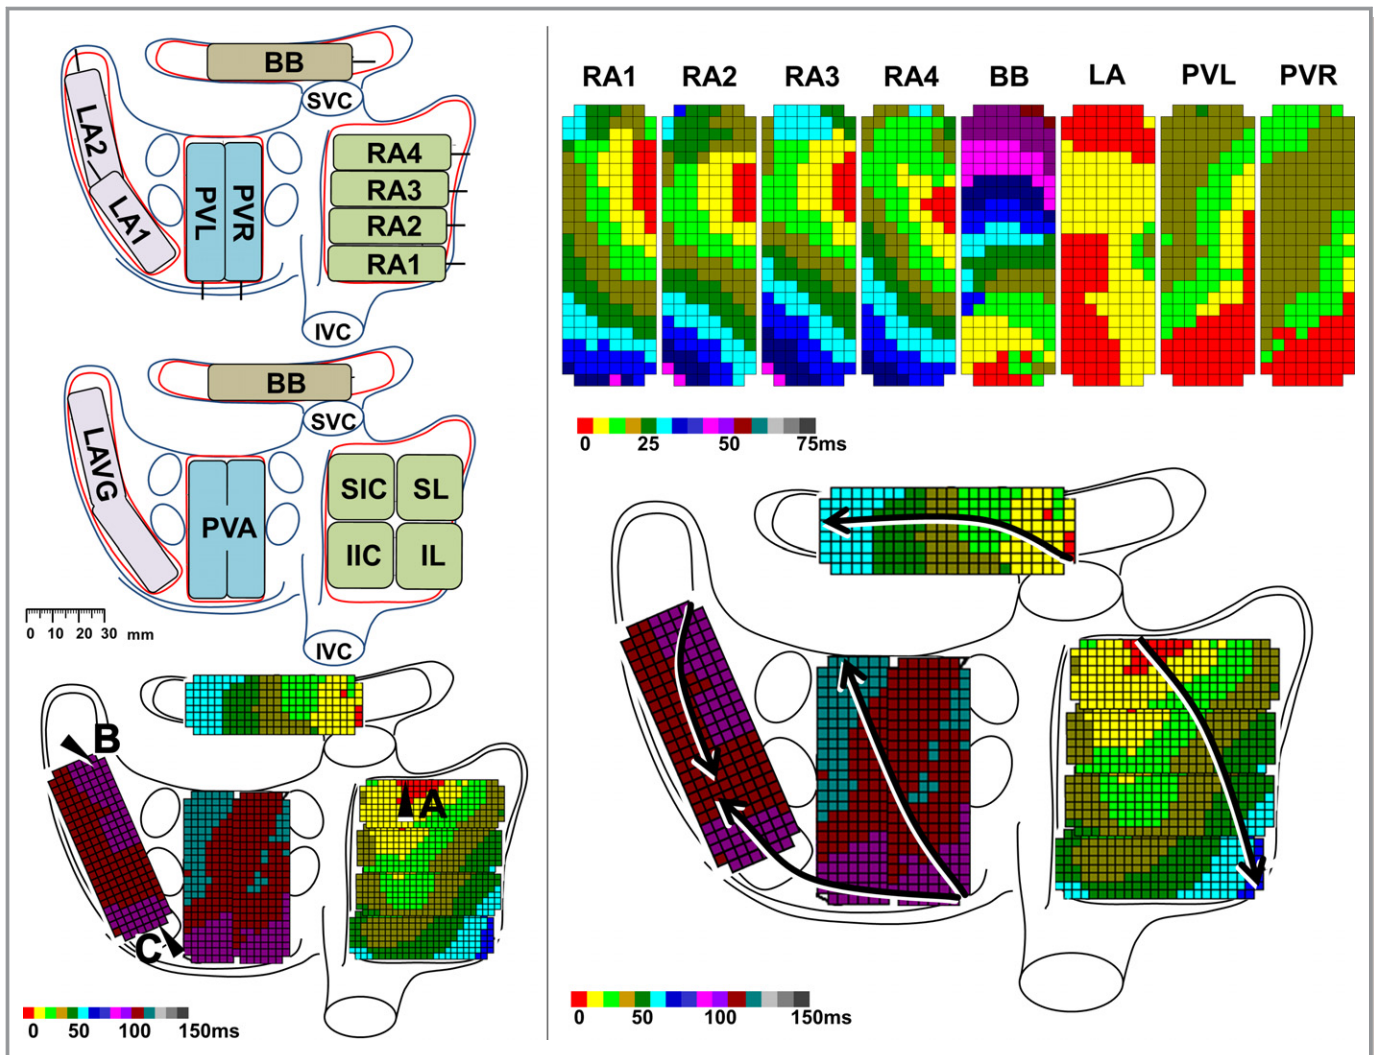 BB
SVC
LA2
LA1
PVL
PVR
RA4
RA3
RA2
RA1
IVC
BB
SVC
LAVG
PVA
SIC
SL
IIC
IL
0 10 20 30 mm
IVC
B
A
C
0 50 100 150ms
RA1 RA2 RA3 RA4 BB LA PVL PVR
0 25 50 75ms
0 50 100 150ms